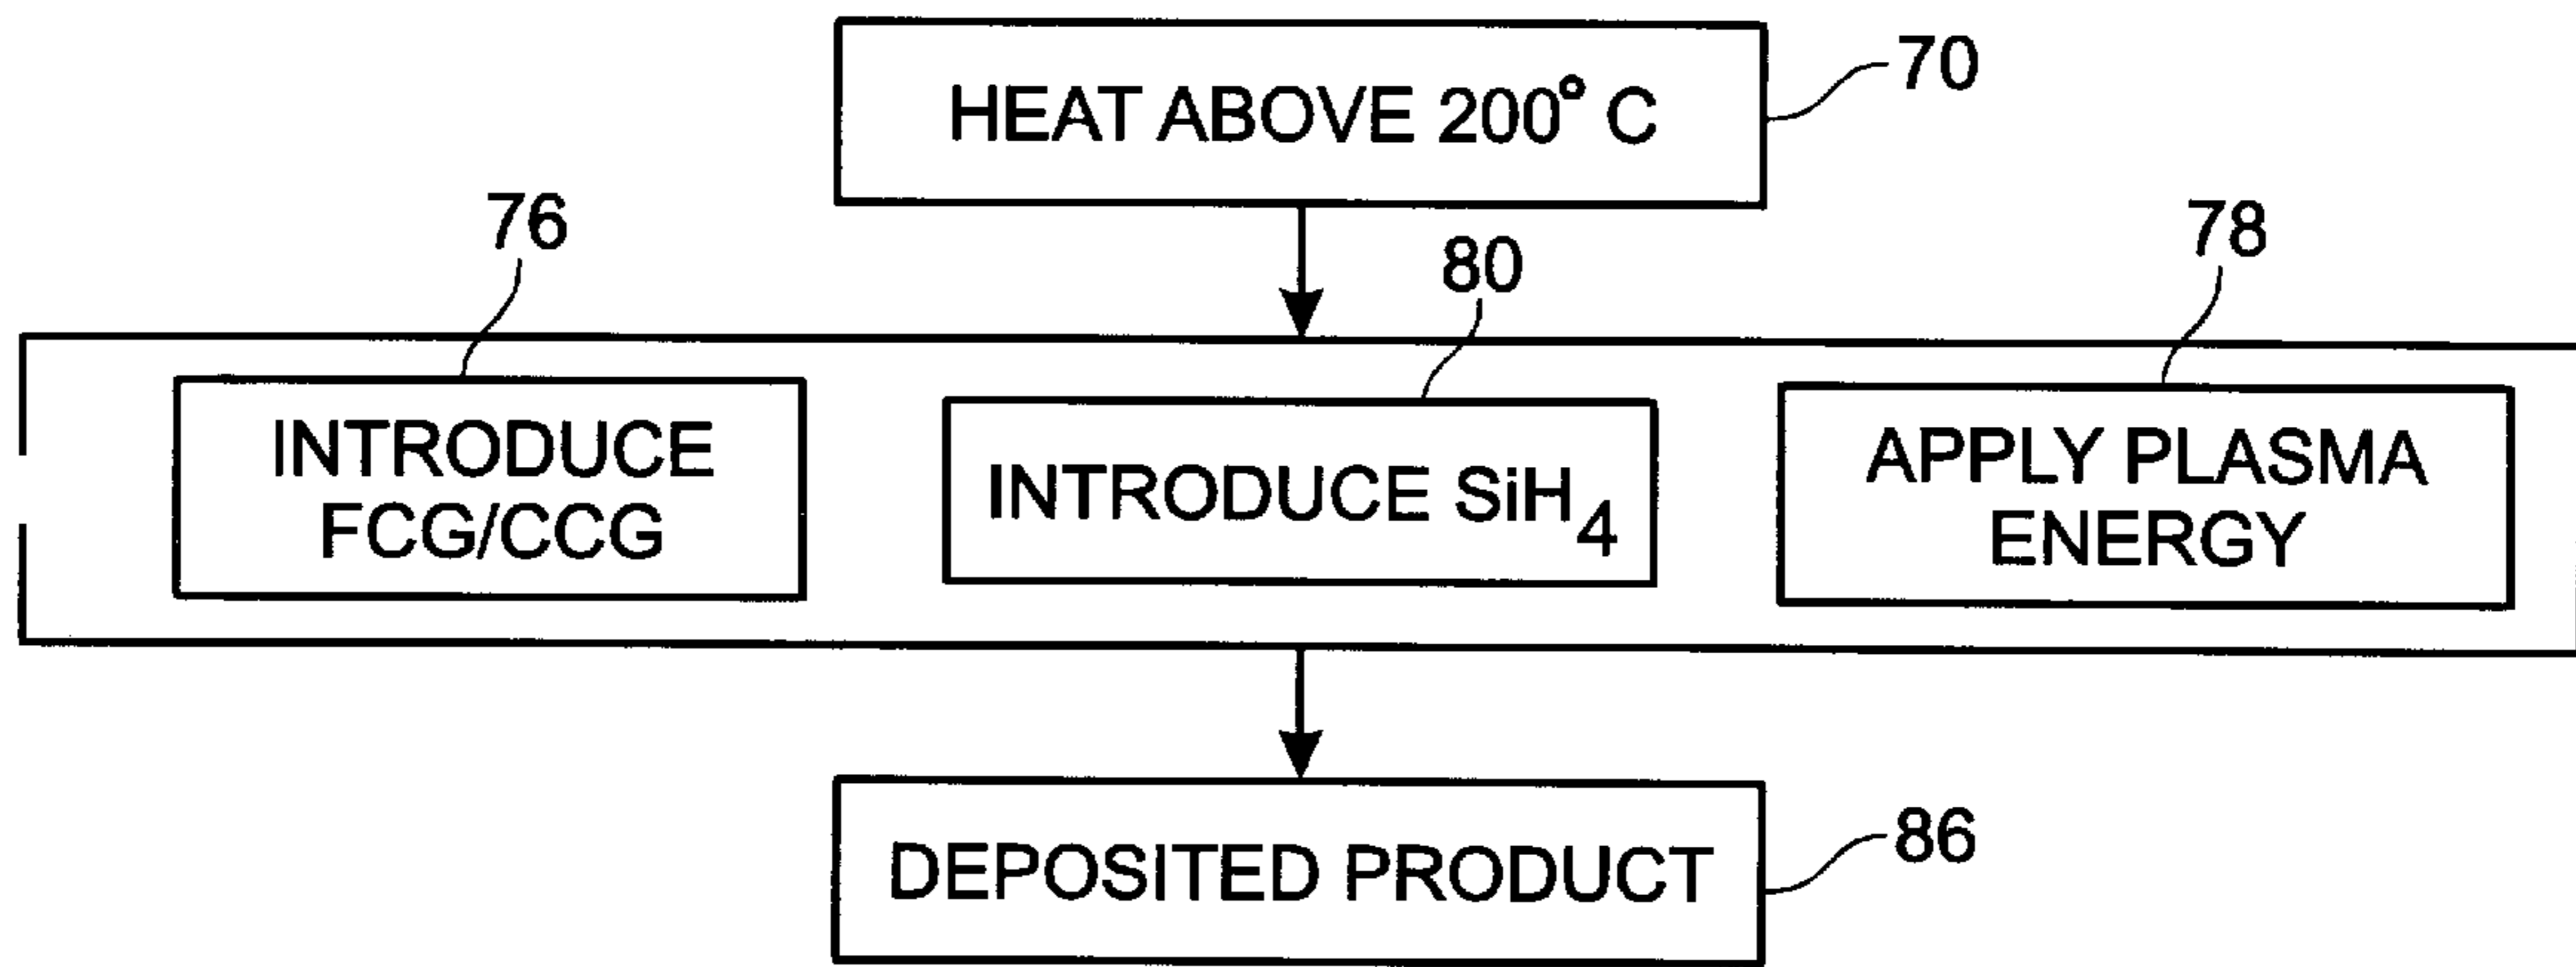 HEAT ABOVE 200° C
70
76
80
78
INTRODUCE
FCG/CCG
INTRODUCE SiH4
APPLY PLASMA
ENERGY
DEPOSITED PRODUCT
86